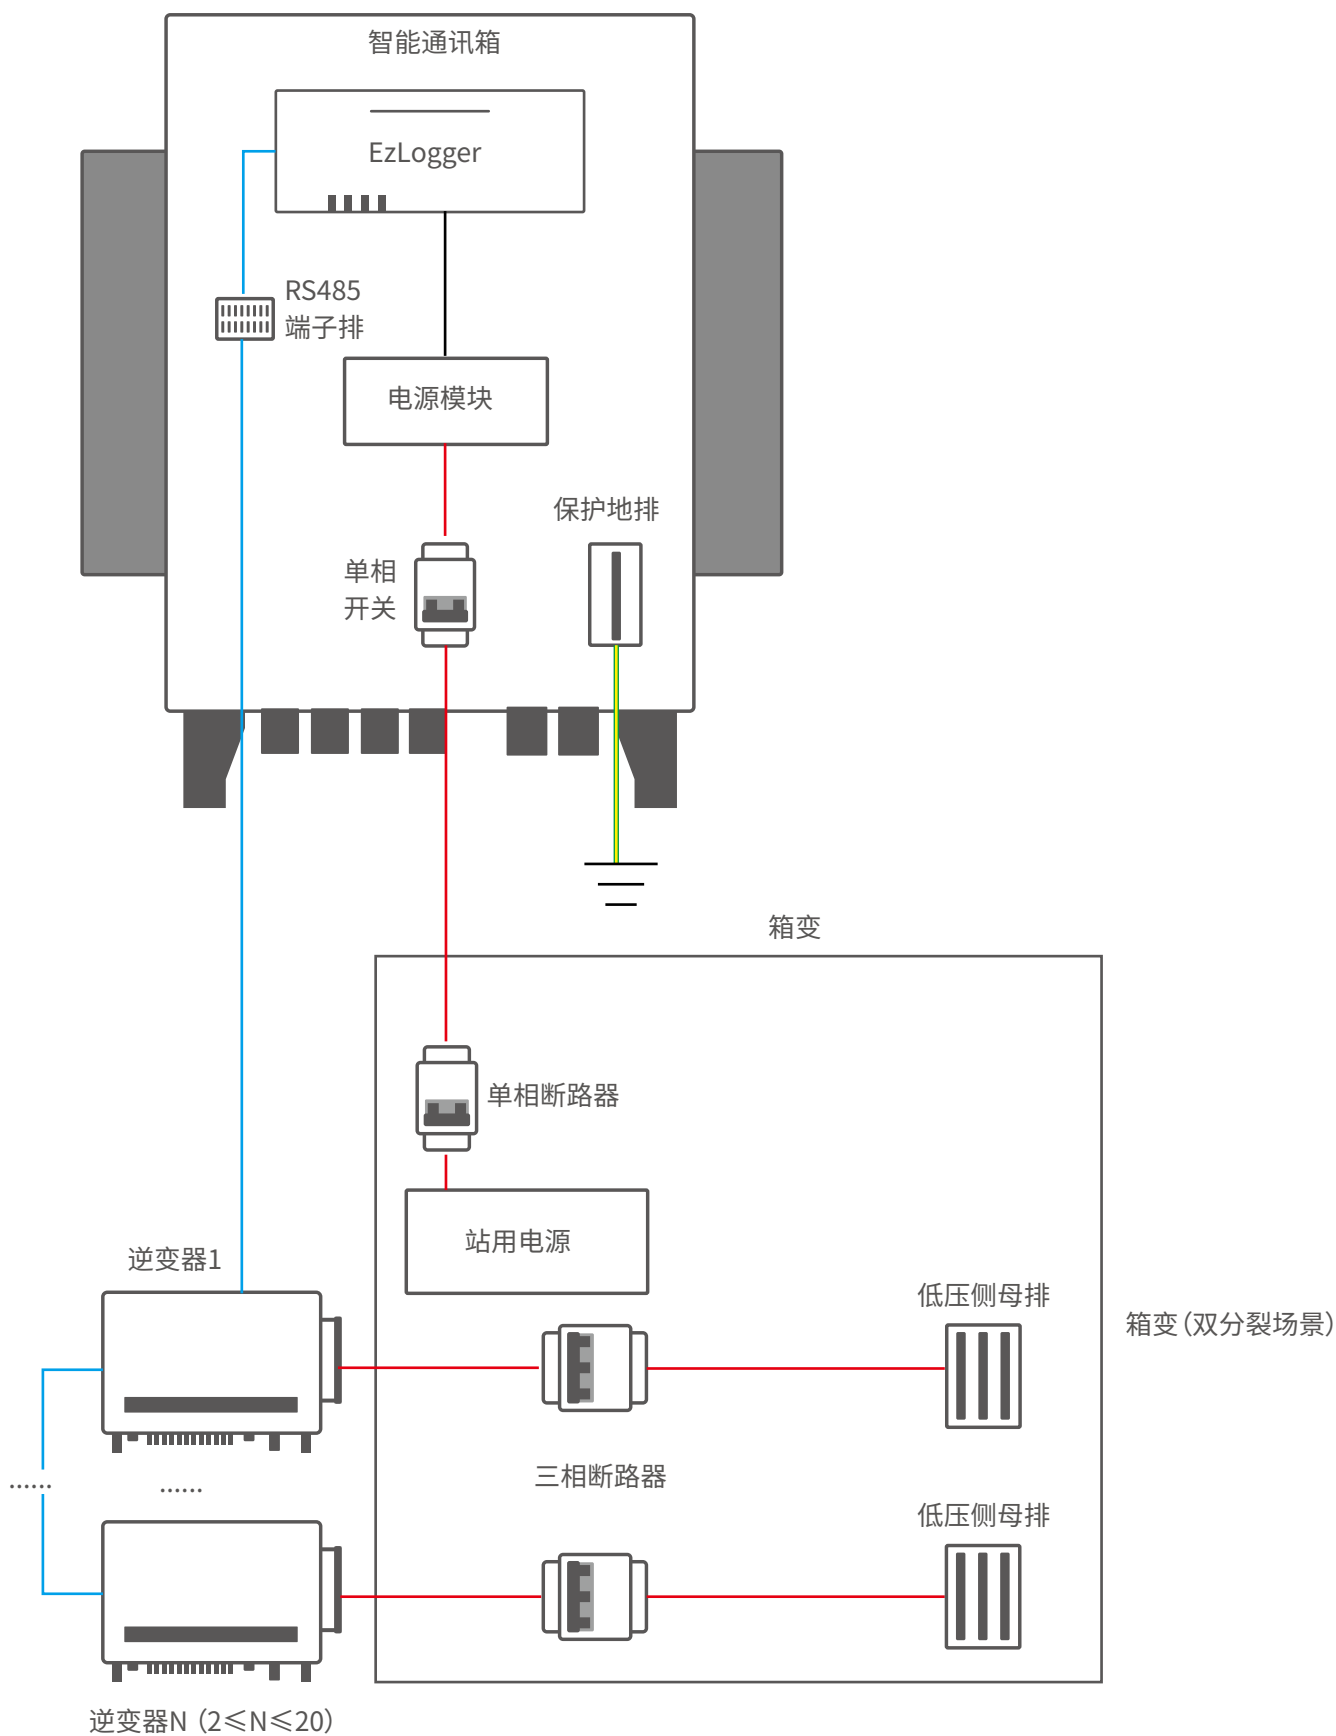 智能通讯箱
EzLogger
RS485
端子排
电源模块
保护地排
单相
开关
箱变
单相断路器
站用电源
逆变器1
低压侧母排
箱变（双分裂场景）
三相断路器
......
......
低压侧母排
逆变器N（2≤N≤20）